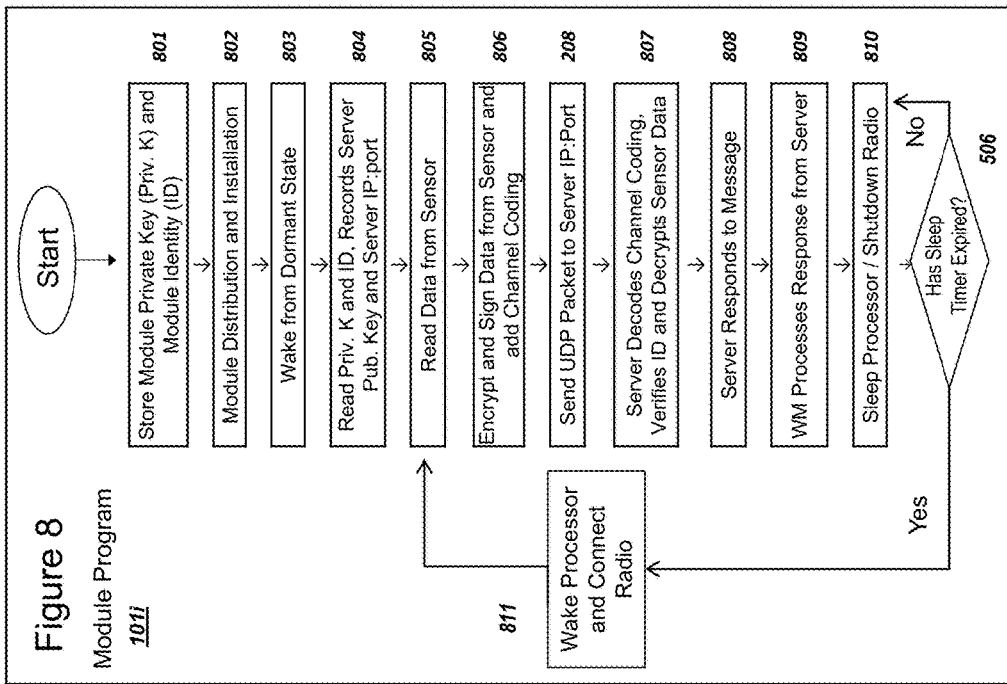 Figure 8
Module Program
101i
Start
Store Module Private Key (Priv. K) and
Module Identity (ID)
801
Module Distribution and Installation
802
Wake from Dormant State
803
Read Priv. K and ID, Records Server
Pub. Key and Server IP:port
804
Read Data from Sensor
805
Encrypt and Sign Data from Sensor and
add Channel Coding
806
Send UDP Packet to Server IP:Port
208
Server Decodes Channel Coding,
Verifies ID and Decrypts Sensor Data
807
Server Responds to Message
808
WM Processes Response from Server
809
Sleep Processor / Shutdown Radio
810
Has Sleep
Timer Expired?
506
No
Yes
Wake Processor
and Connect
Radio
811